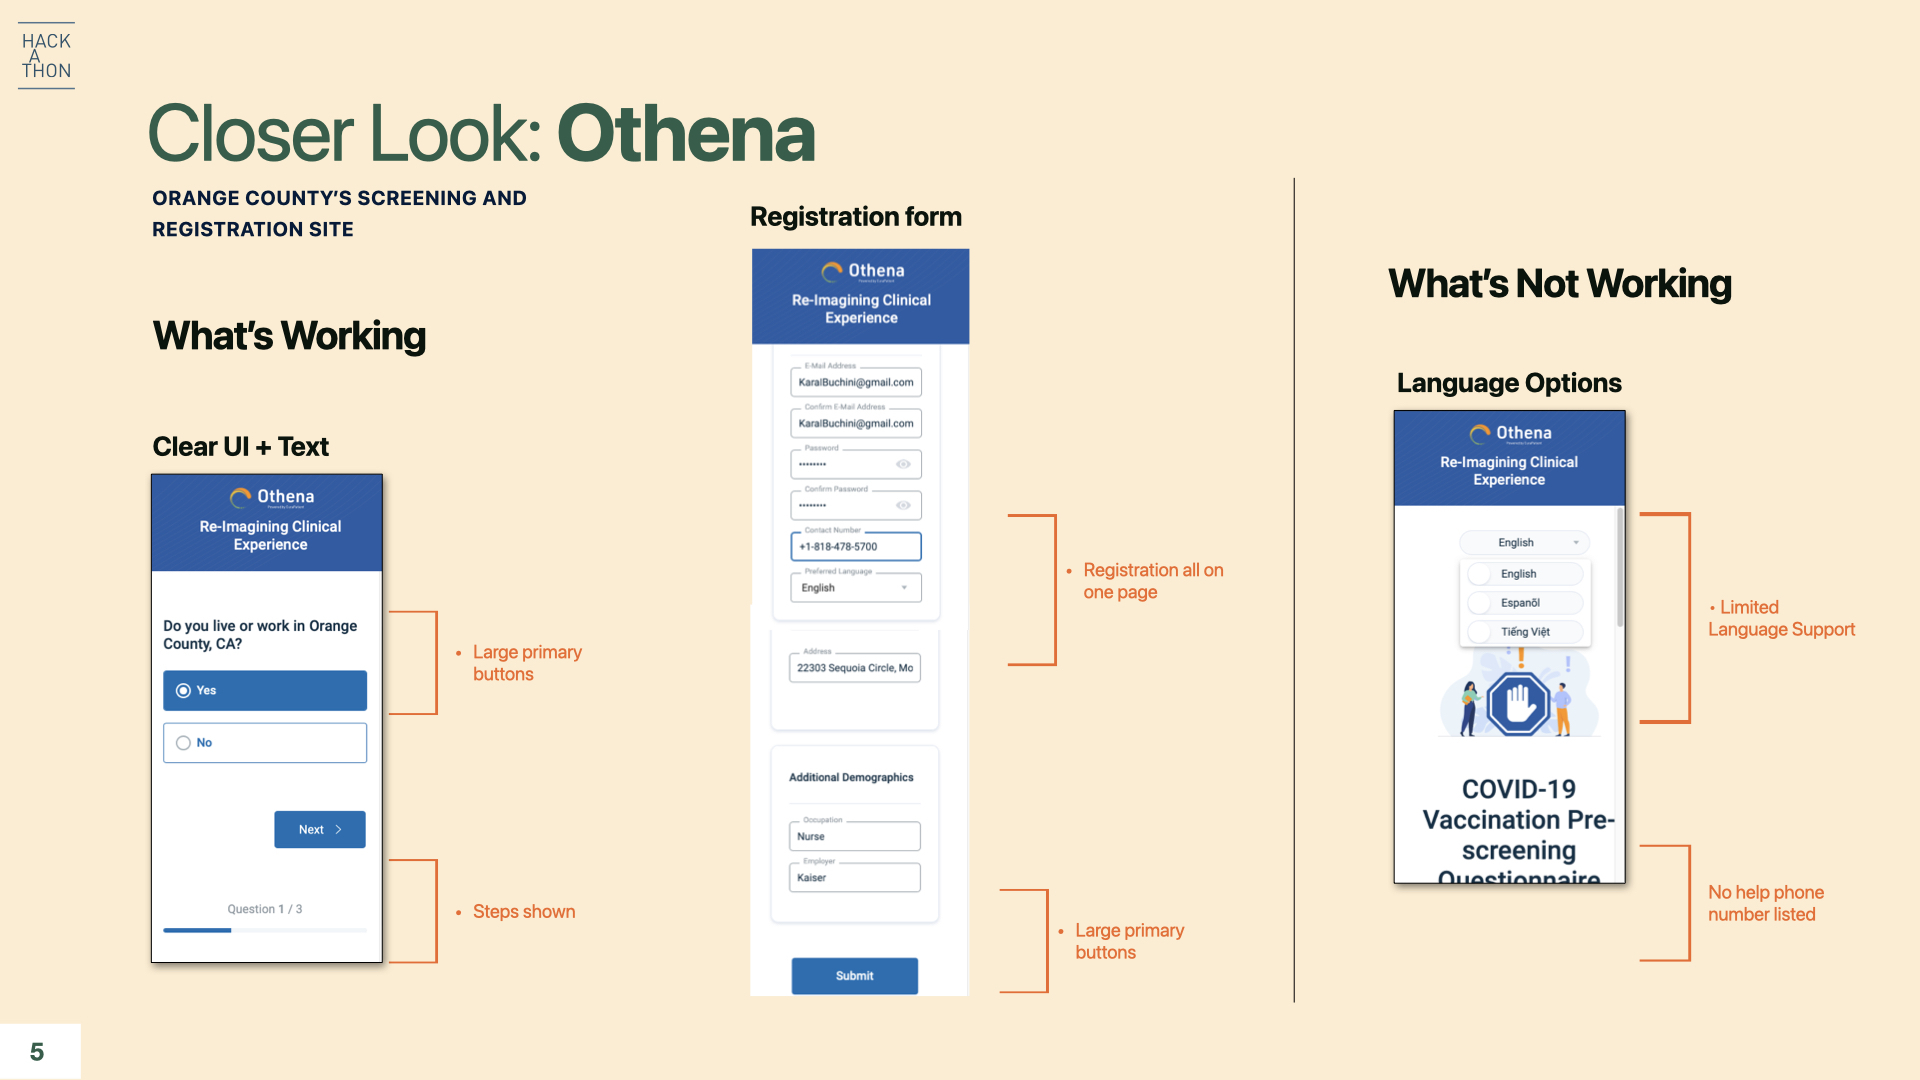 HACK
A
THON
Closer Look: Othena
ORANGE COUNTY'S SCREENING AND
REGISTRATION SITE
What's Working
Clear UI + Text
Othena
Re-Imagining Clinical
Experience
Do you live or work in Orange
County, CA?
Yes
No
Next
Question 1 / 3
• Large primary
buttons
• Steps shown
Registration form
Othena
Re-Imagining Clinical
Experience
E-Mail Address
KaralBuchini@gmail.com
Confirm E-Mail Address
KaralBuchini@gmail.com
Password
••••••••
Confirm Password
••••••••
Contact Number
+1-818-478-5700
Preferred Language
English
Address
22303 Sequoia Circle, Mo
Additional Demographics
Occupation
Nurse
Employer
Kaiser
Submit
• Registration all on
one page
• Large primary
buttons
What's Not Working
Language Options
Othena
Re-Imagining Clinical
Experience
English
English
Espanõl
Tiếng Việt
COVID-19
Vaccination Pre-
screening
Questionnaire
• Limited
Language Support
No help phone
number listed
5